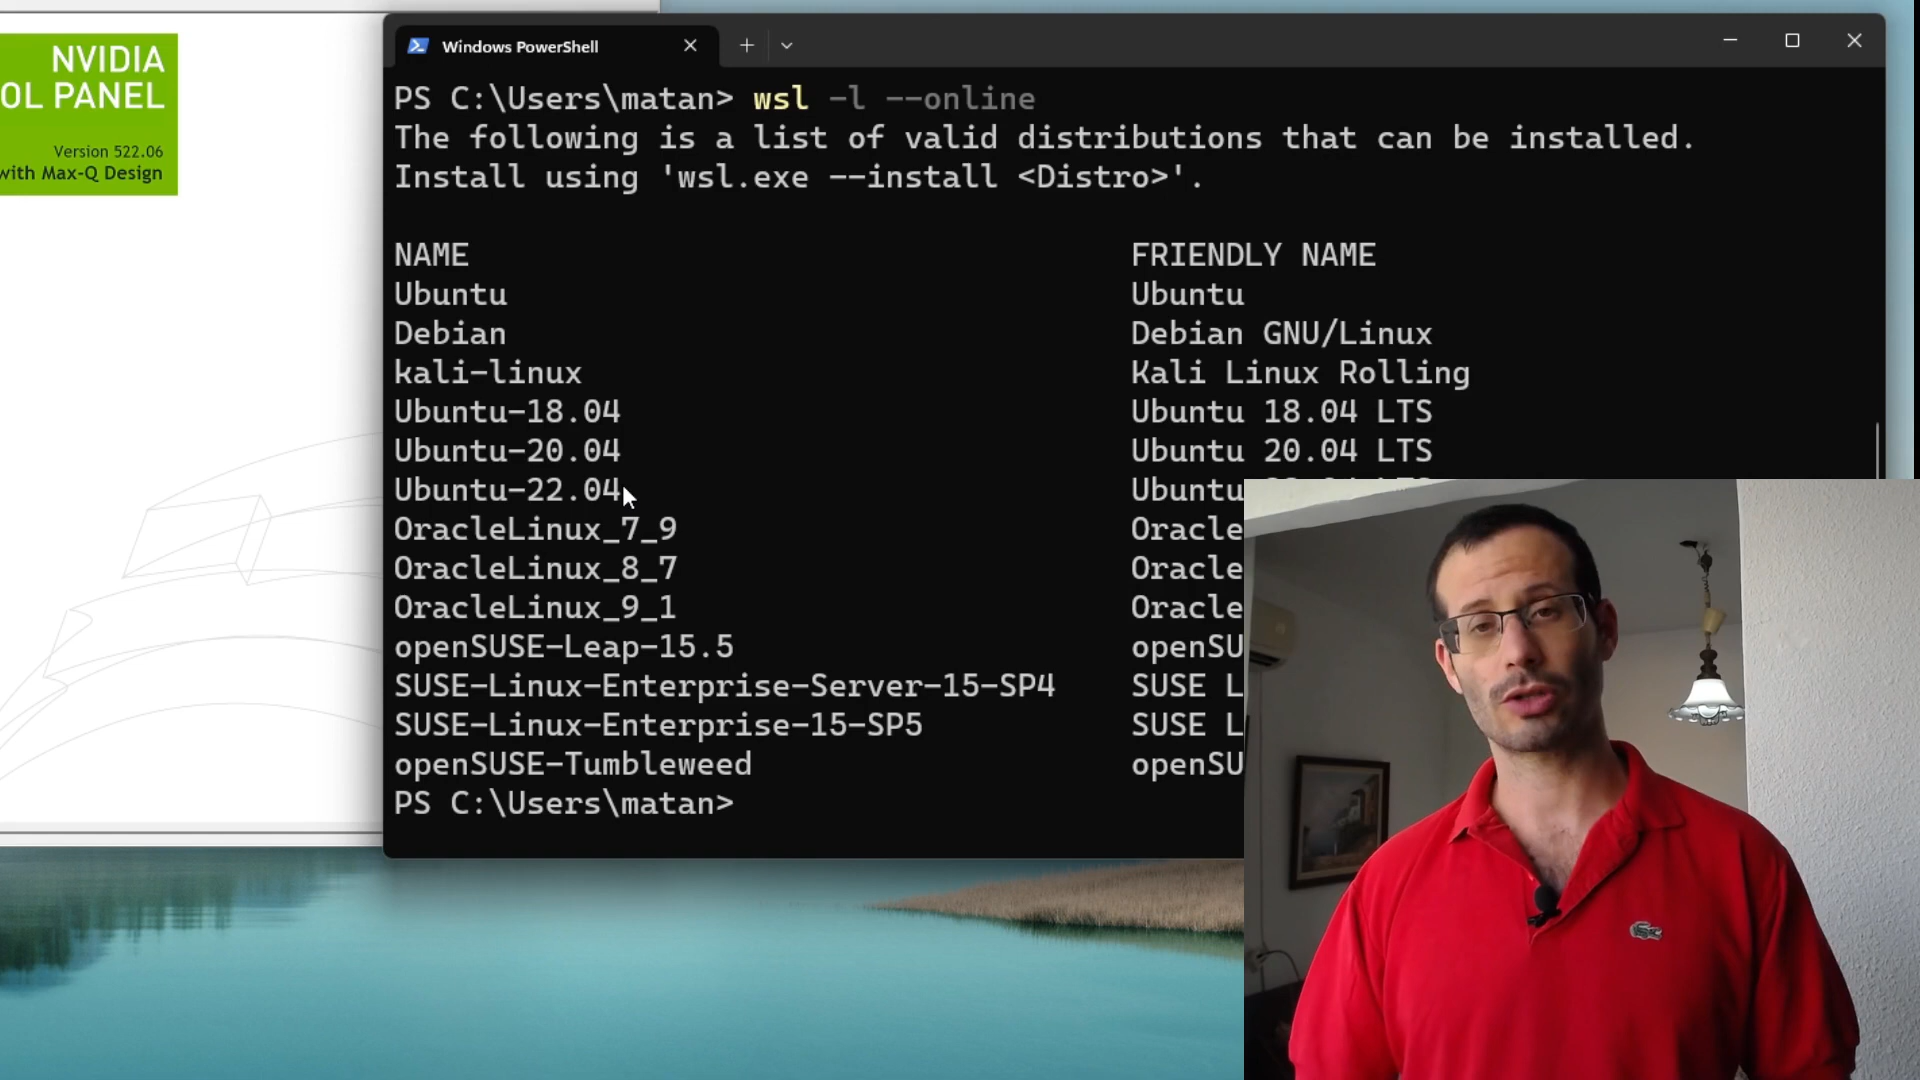 NVIDIA
OL PANEL
Version 522.06
with Max-Q Design
Windows PowerShell
PS C:\Users\matan> wsl -l --online
The following is a list of valid distributions that can be installed.
Install using 'wsl.exe --install <Distro>'.
NAME FRIENDLY NAME
Ubuntu Ubuntu
Debian Debian GNU/Linux
kali-linux Kali Linux Rolling
Ubuntu-18.04 Ubuntu 18.04 LTS
Ubuntu-20.04 Ubuntu 20.04 LTS
Ubuntu-22.04 Ubuntu
OracleLinux_7_9 Oracle
OracleLinux_8_7 Oracle
OracleLinux_9_1 Oracle
openSUSE-Leap-15.5 openSU
SUSE-Linux-Enterprise-Server-15-SP4 SUSE L
SUSE-Linux-Enterprise-15-SP5 SUSE L
openSUSE-Tumbleweed openSU
PS C:\Users\matan>